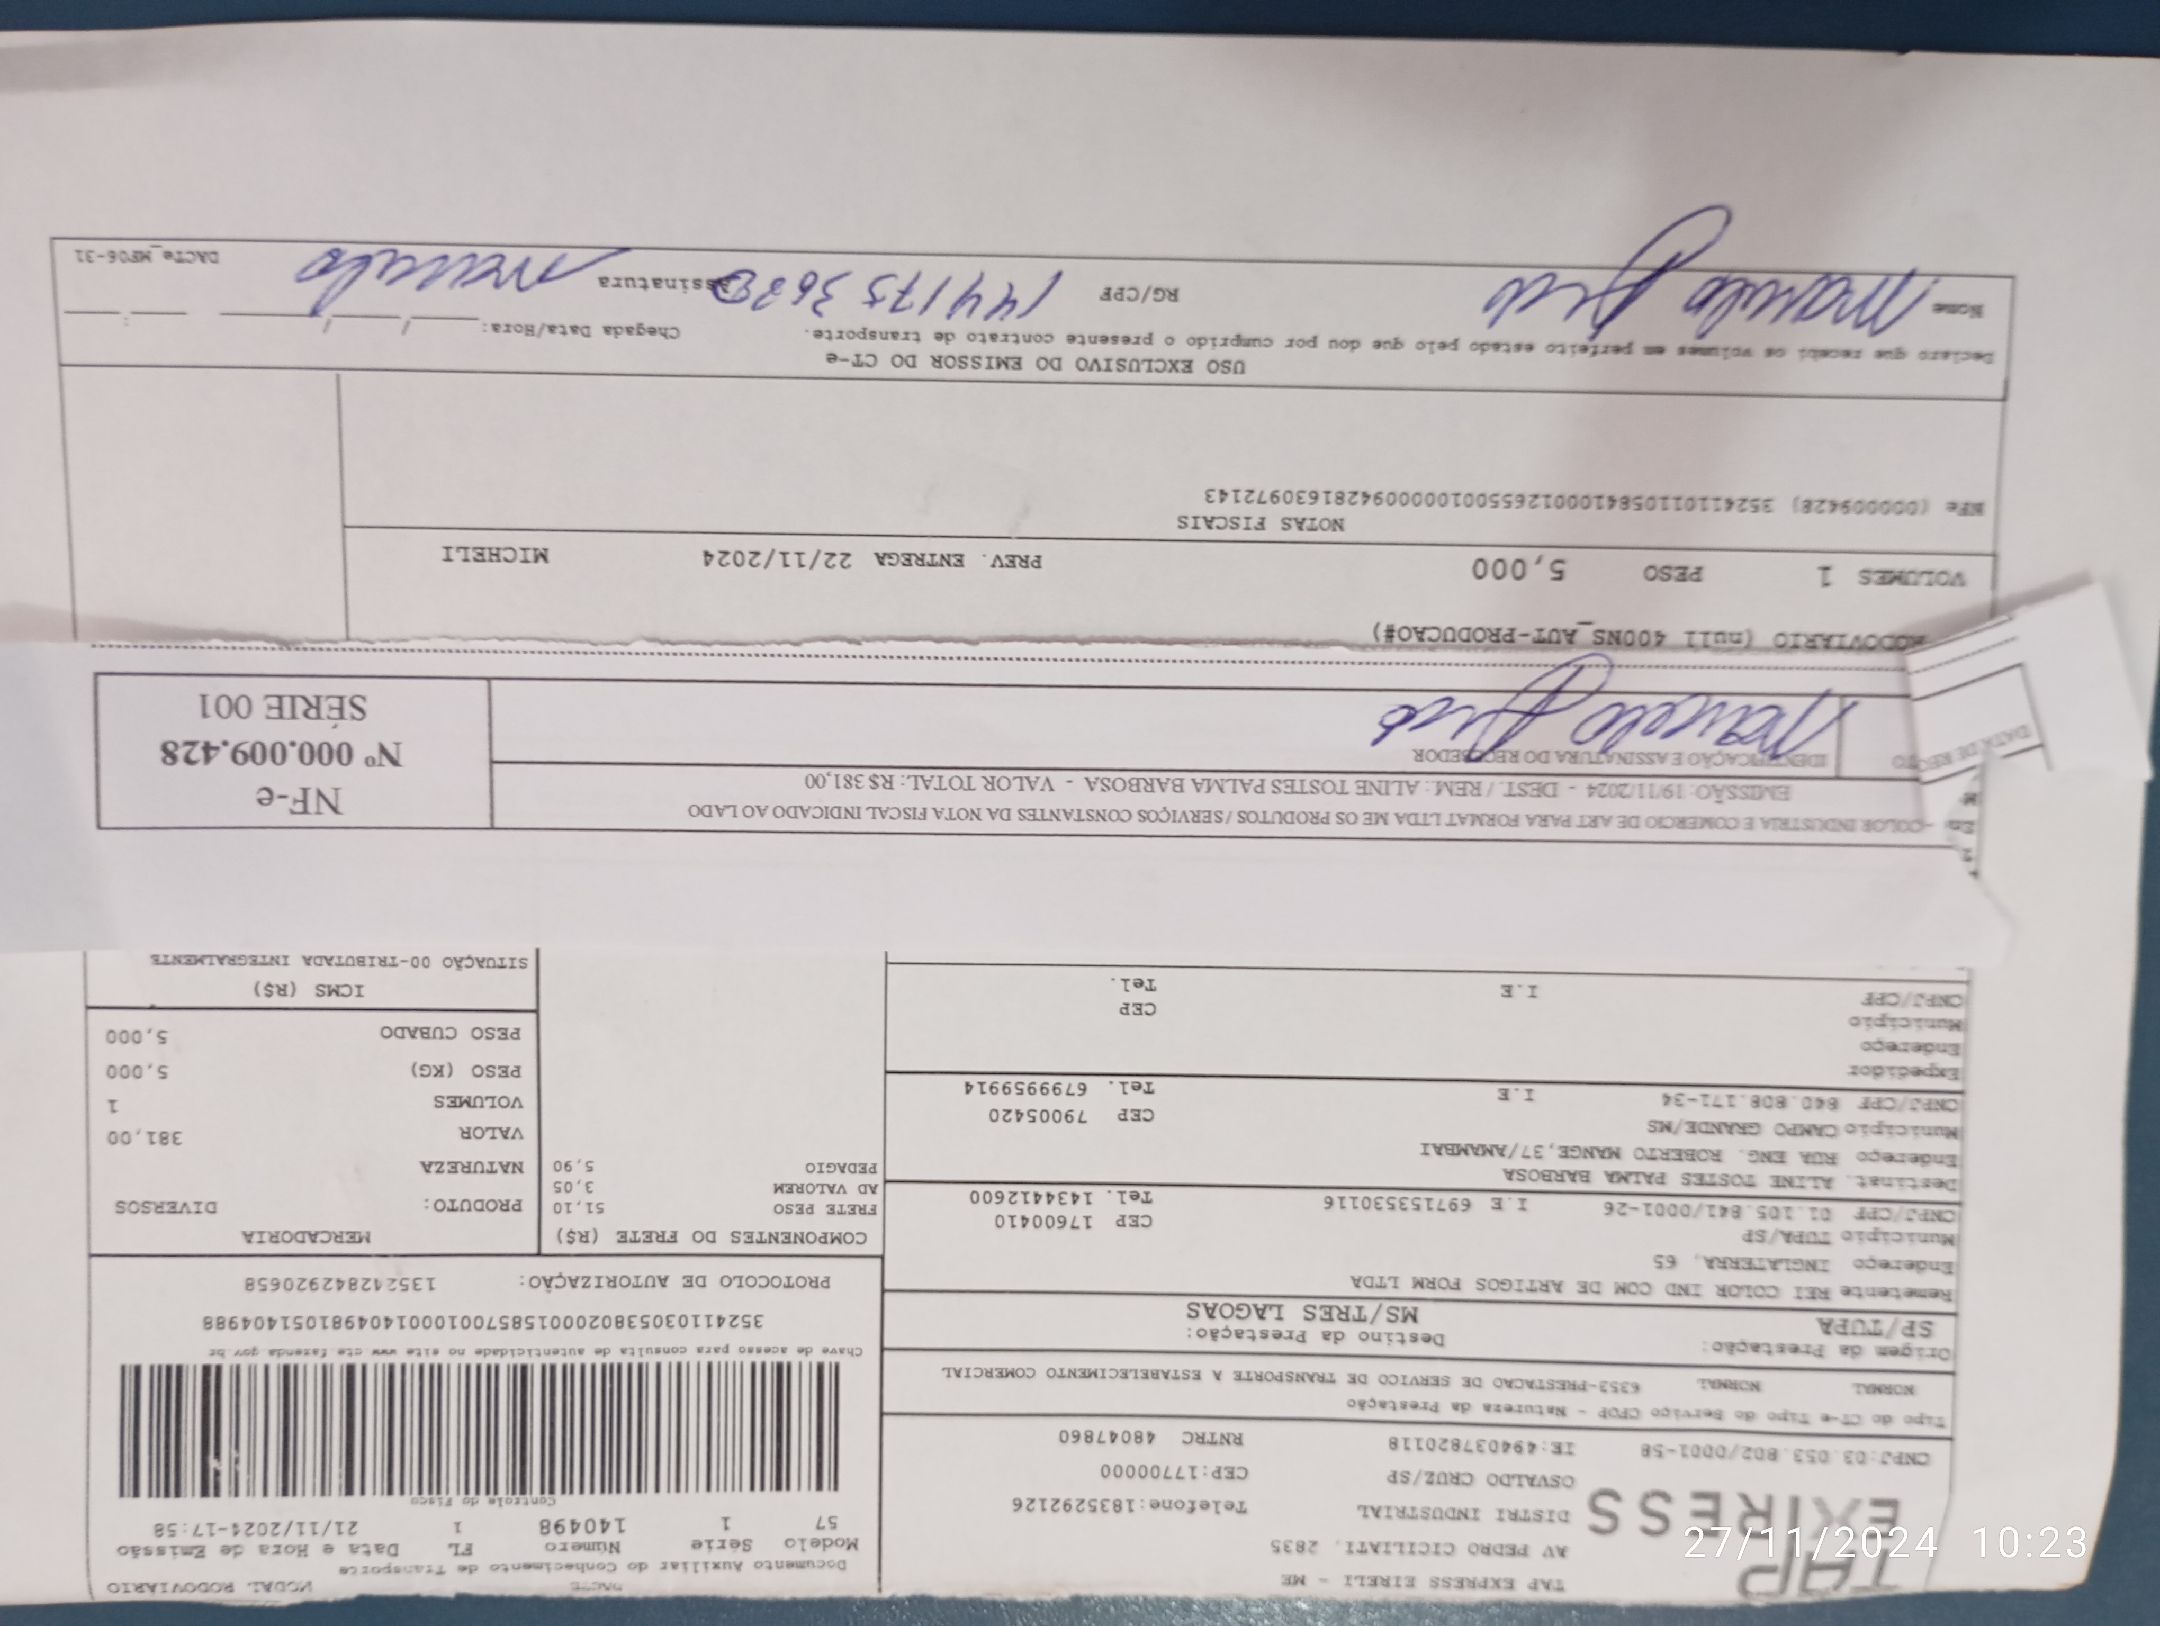 TAP EXPRESS
TAP EXPRESS EIRELI - ME
AV PEDRO CICILIATI, 2835
DISTRI INDUSTRIAL
Telefone:1835292126
OSVALDO CRUZ/SP
CEP:17700000
CNPJ:03.053.802/0001-58 IE:494037820118 RNTRC 48047860
Tipo do CT-e Tipo do Serviço CFOP - Natureza da Prestação
NORMAL NORMAL 6353-PRESTACAO DE SERVICO DE TRANSPORTE A ESTABELECIMENTO COMERCIAL
Origem da Prestação: Destino da Prestação:
SP/TUPA MS/TRES LAGOAS
Remetente REI COLOR IND COM DE ARTIGOS FORM LTDA
Endereço INGLATERRA, 65
Município TUPA/SP CEP 17600410
CNPJ/CPF 01.105.841/0001-26 I.E 697153530116 Tel. 1434412600
Destinat. ALINE TOSTES PALMA BARBOSA
Endereço RUA ENG. ROBERTO MANGE,37/AMAMBAI
Município CAMPO GRANDE/MS CEP 79005420
CNPJ/CPF 840.808.171-34 I.E Tel. 67999959914
Expedidor
Endereço
Município CEP
CNPJ/CPF I.E Tel.
DACTE MODAL RODOVIARIO
Documento Auxiliar do Conhecimento de Transporte
Modelo Série Número FL Data e Hora de Emissão
57 1 140498 1 21/11/2024-17:58
Controle do Fisco
Chave de acesso para consulta de autenticidade no site www cte.fazenda.gov.br
35241103053802000158570010001404981051404988
PROTOCOLO DE AUTORIZAÇÃO: 135242842920658
COMPONENTES DO FRETE (R$)
FRETE PESO 51,10
AD VALOREM 3,05
PEDAGIO 5,90
MERCADORIA
PRODUTO: DIVERSOS
NATUREZA
VALOR 381,00
VOLUMES 1
PESO (KG) 5,000
PESO CUBADO 5,000
ICMS (R$)
SITUAÇÃO 00-TRIBUTADA INTEGRALMENTE
COLOR INDUSTRIA E COMERCIO DE ART PARA FORMAT LTDA ME OS PRODUTOS / SERVIÇOS CONSTANTES DA NOTA FISCAL INDICADO AO LADO
EMISSÃO: 19/11/2024 - DEST. / REM.: ALINE TOSTES PALMA BARBOSA - VALOR TOTAL: R$ 381,00
DATA DE
IDENTIFICAÇÃO E ASSINATURA DO RECEBEDOR
NF-e
Nº 000.009.428
SÉRIE 001
RODOVIARIO (null 400NS_AUT-PRODUCAO#)
VOLUMES 1 PESO 5,000 PREV. ENTREGA 22/11/2024 MICHELI
NOTAS FISCAIS
NFe (000009428) 35241101105841000126550010000094281630972143
USO EXCLUSIVO DO EMISSOR DO CT-e
Declaro que recebi os volumes em perfeito estado pelo que dou por cumprido o presente contrato de transporte.
Chegada Data/Hora: / / :
Nome RG/CPF Assinatura
DACTe_MF06-31
27/11/2024 10:23